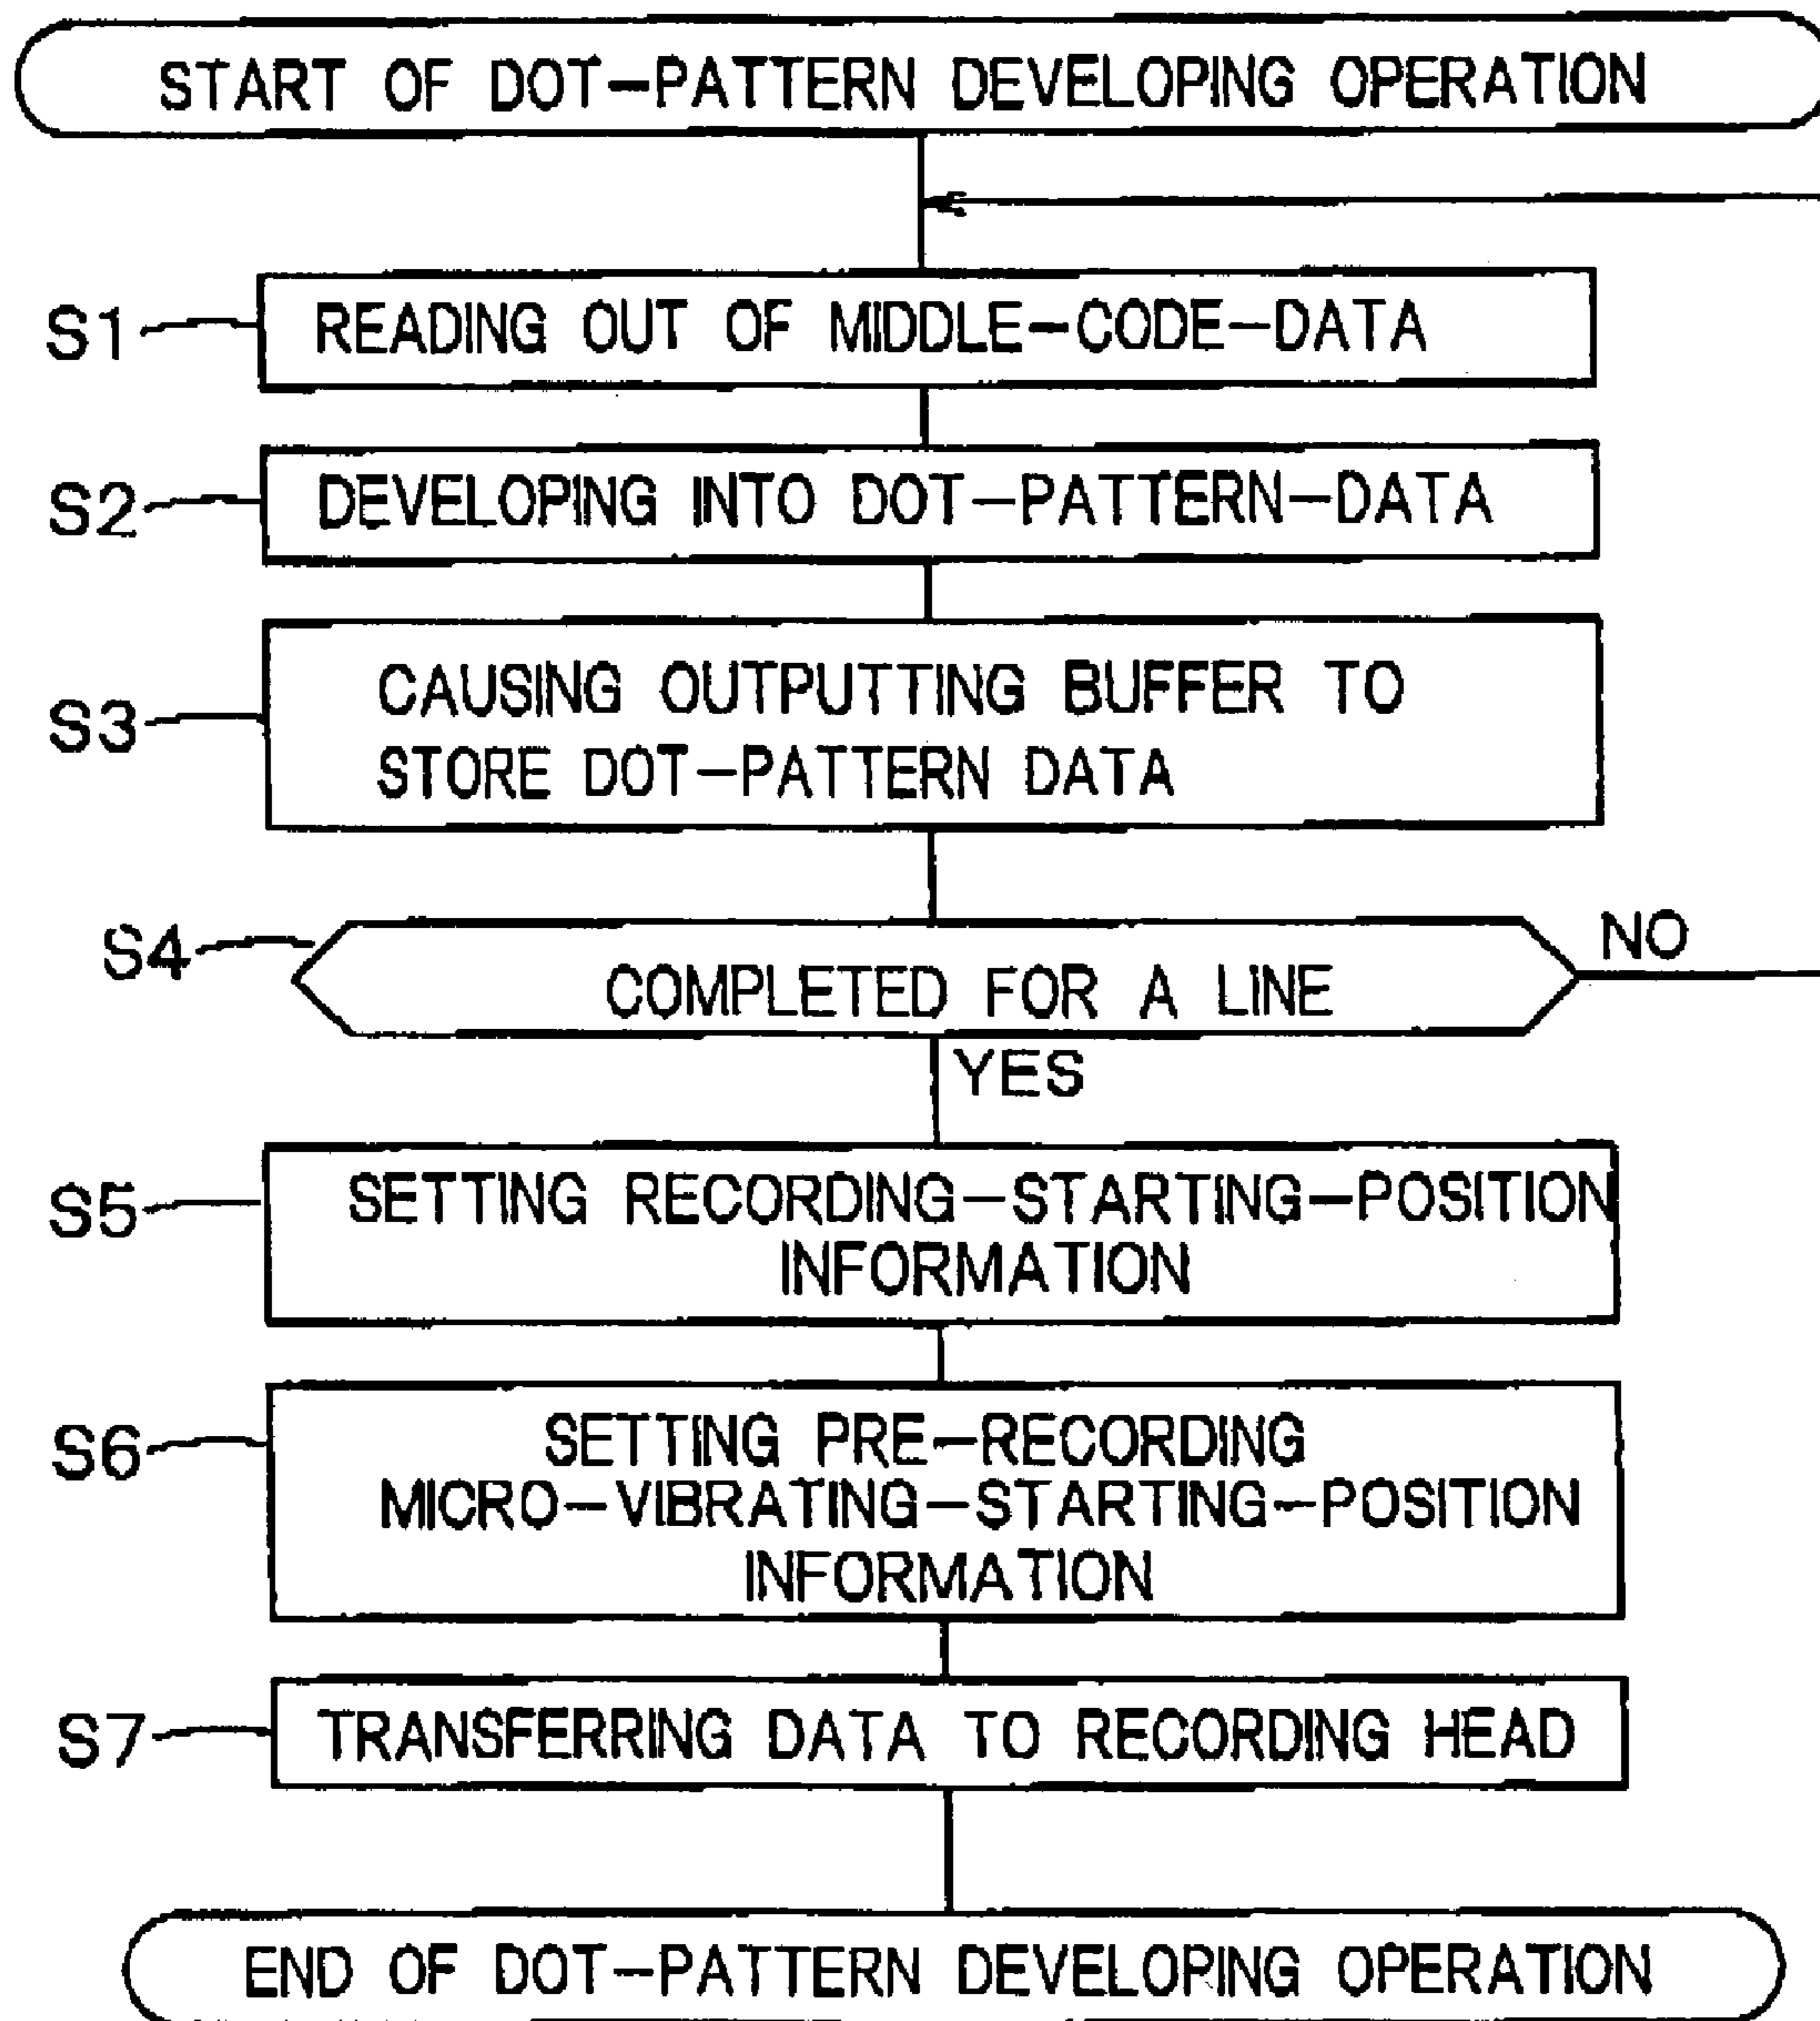 START OF DOT-PATTERN DEVELOPING OPERATION
S1
READING OUT OF MIDDLE-CODE-DATA
S2
DEVELOPING INTO DOT-PATTERN-DATA
S3
CAUSING OUTPUTTING BUFFER TO
STORE DOT-PATTERN DATA
S4
COMPLETED FOR A LINE
NO
YES
S5
SETTING RECORDING-STARTING-POSITION
INFORMATION
S6
SETTING PRE-RECORDING
MICRO-VIBRATING-STARTING-POSITION
INFORMATION
S7
TRANSFERRING DATA TO RECORDING HEAD
END OF DOT-PATTERN DEVELOPING OPERATION